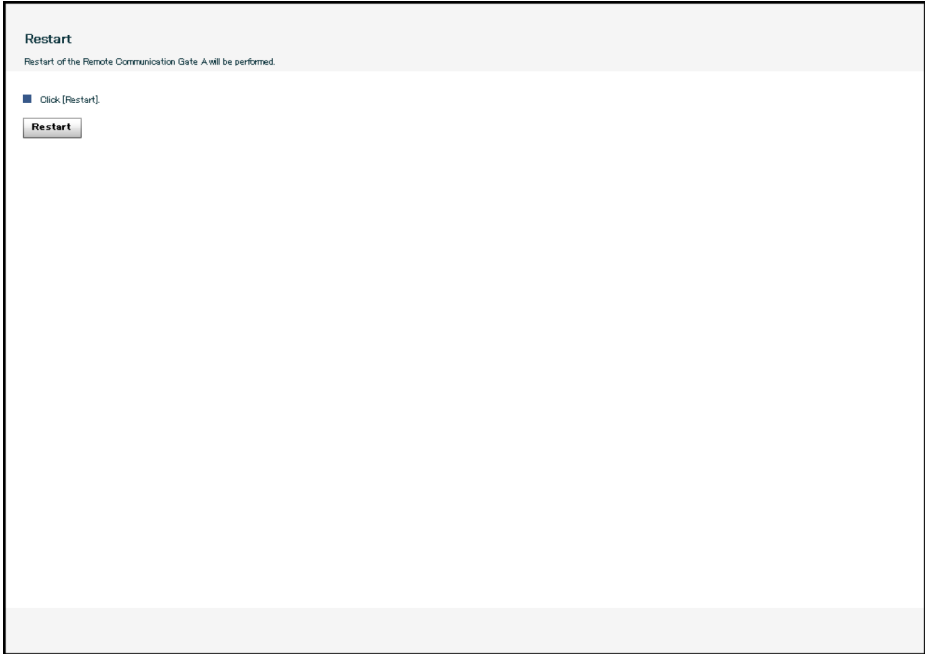 Restart
Restart of the Remote Communication Gate A will be performed.
Click [Restart].
Restart